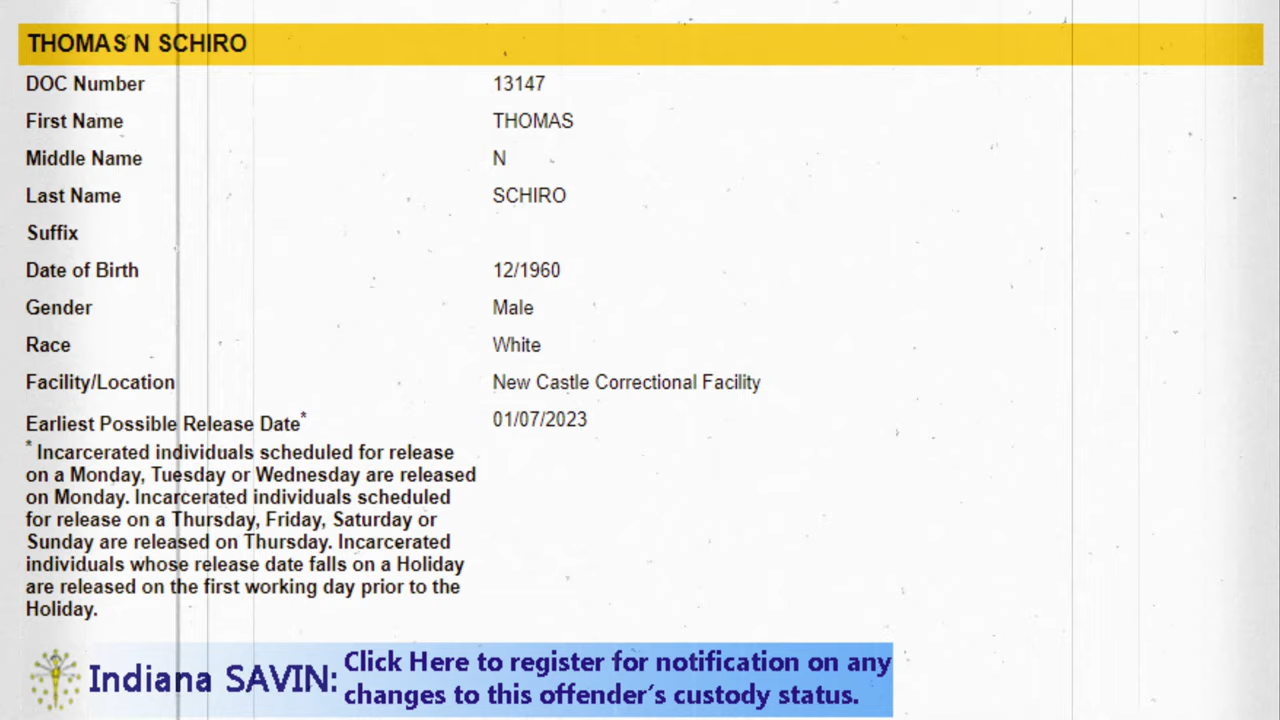 THOMAS N SCHIRO
DOC Number 13147
First Name THOMAS
Middle Name N
Last Name SCHIRO
Suffix
Date of Birth 12/1960
Gender Male
Race White
Facility/Location New Castle Correctional Facility
Earliest Possible Release Date* 01/07/2023
* Incarcerated individuals scheduled for release
on a Monday, Tuesday or Wednesday are released
on Monday. Incarcerated individuals scheduled
for release on a Thursday, Friday, Saturday or
Sunday are released on Thursday. Incarcerated
individuals whose release date falls on a Holiday
are released on the first working day prior to the
Holiday.
Indiana SAVIN: Click Here to register for notification on any
changes to this offender's custody status.